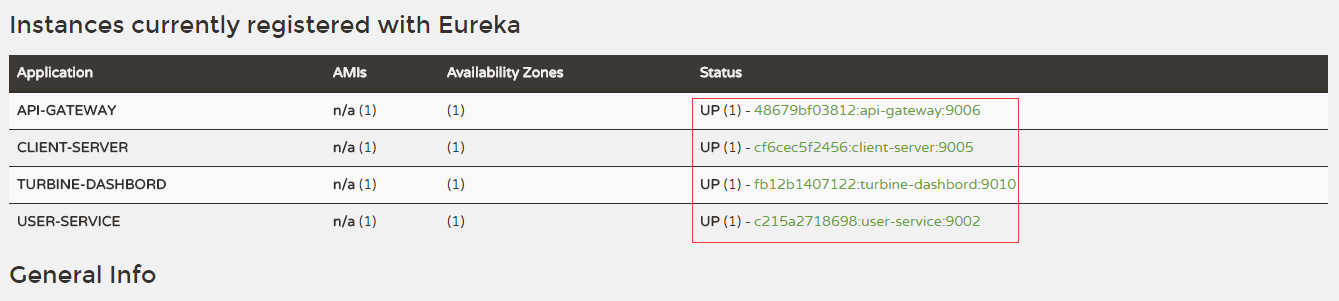 Instances currently registered with Eureka
Application AMIs Availability Zones Status
API-GATEWAY n/a (1) (1) UP (1) - 48679bf03812:api-gateway:9006
CLIENT-SERVER n/a (1) (1) UP (1) - cf6cec5f2456:client-server:9005
TURBINE-DASHBORD n/a (1) (1) UP (1) - fb12b1407122:turbine-dashbord:9010
USER-SERVICE n/a (1) (1) UP (1) - c215a2718698:user-service:9002
General Info